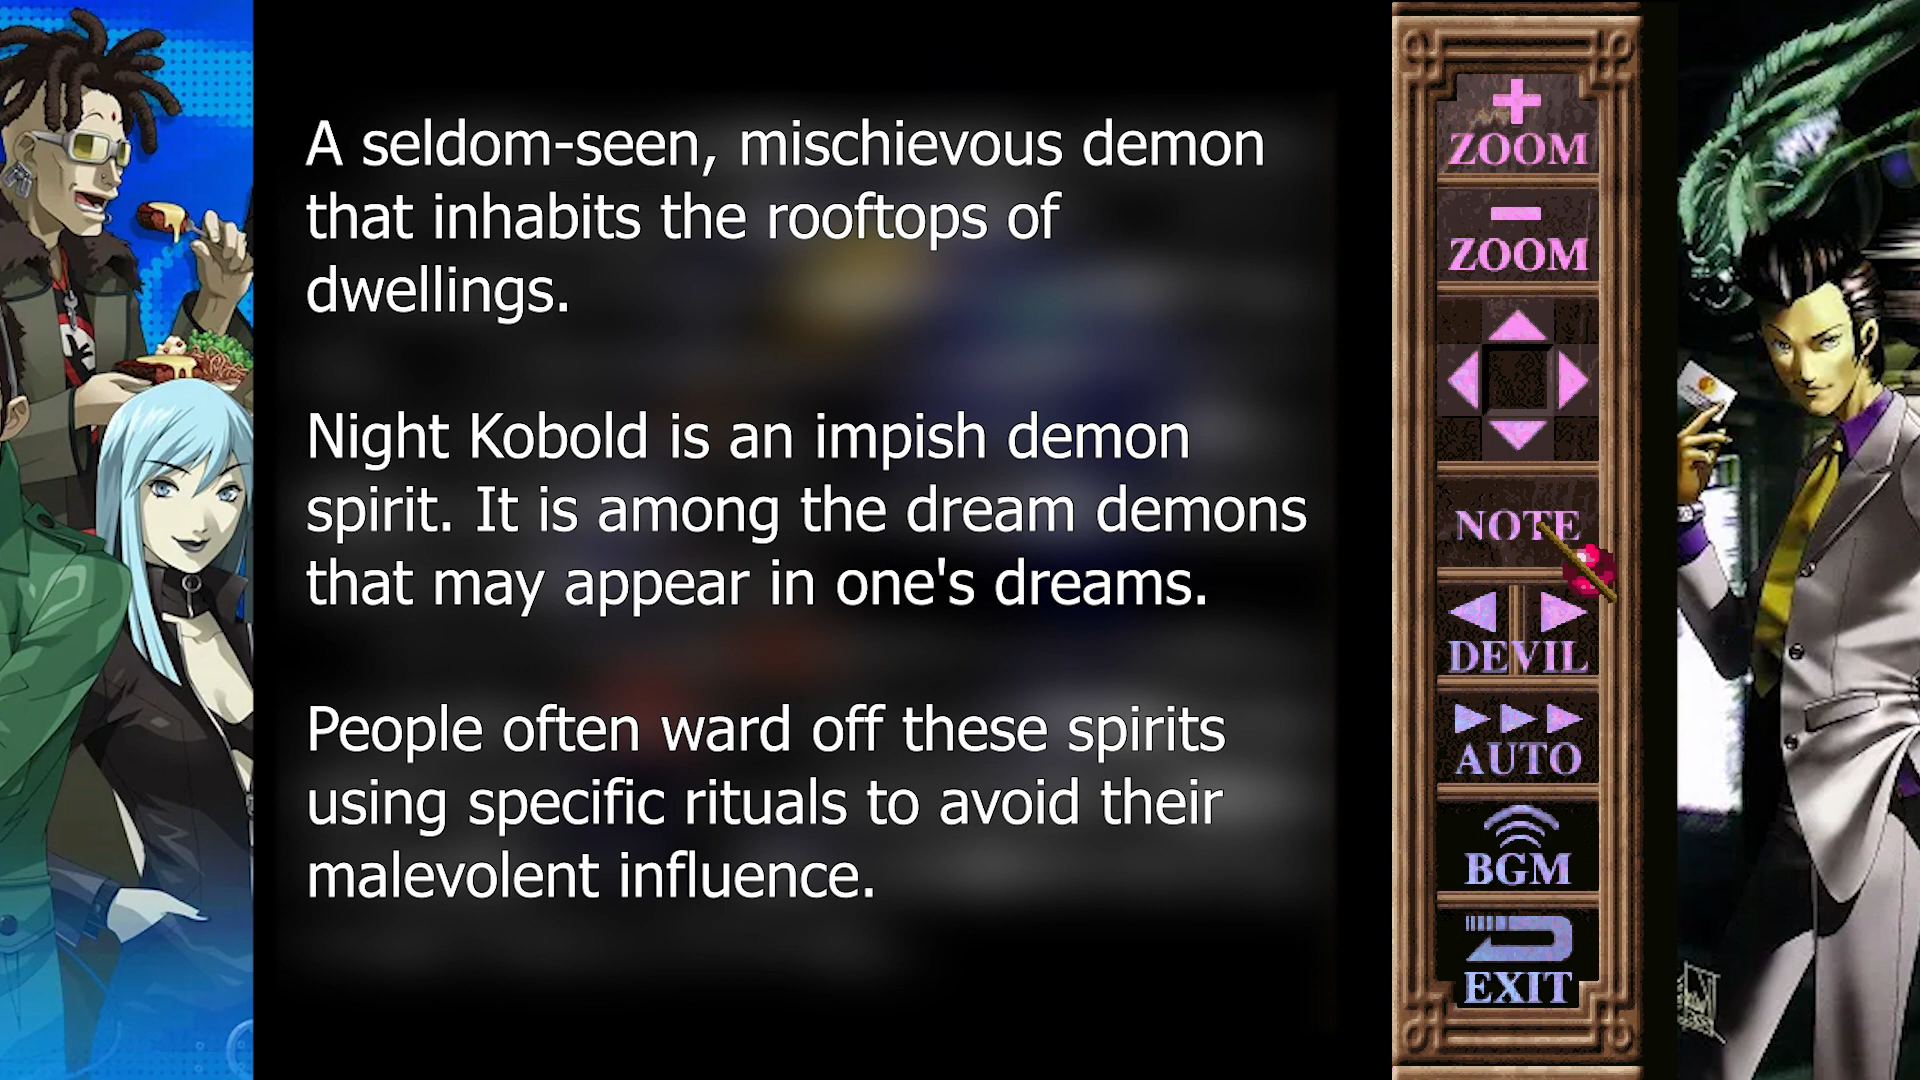 A seldom-seen, mischievous demon
that inhabits the rooftops of
dwellings.
Night Kobold is an impish demon
spirit. It is among the dream demons
that may appear in one's dreams.
People often ward off these spirits
using specific rituals to avoid their
malevolent influence.
ZOOM
ZOOM
NOTE
DEVIL
AUTO
BGM
EXIT